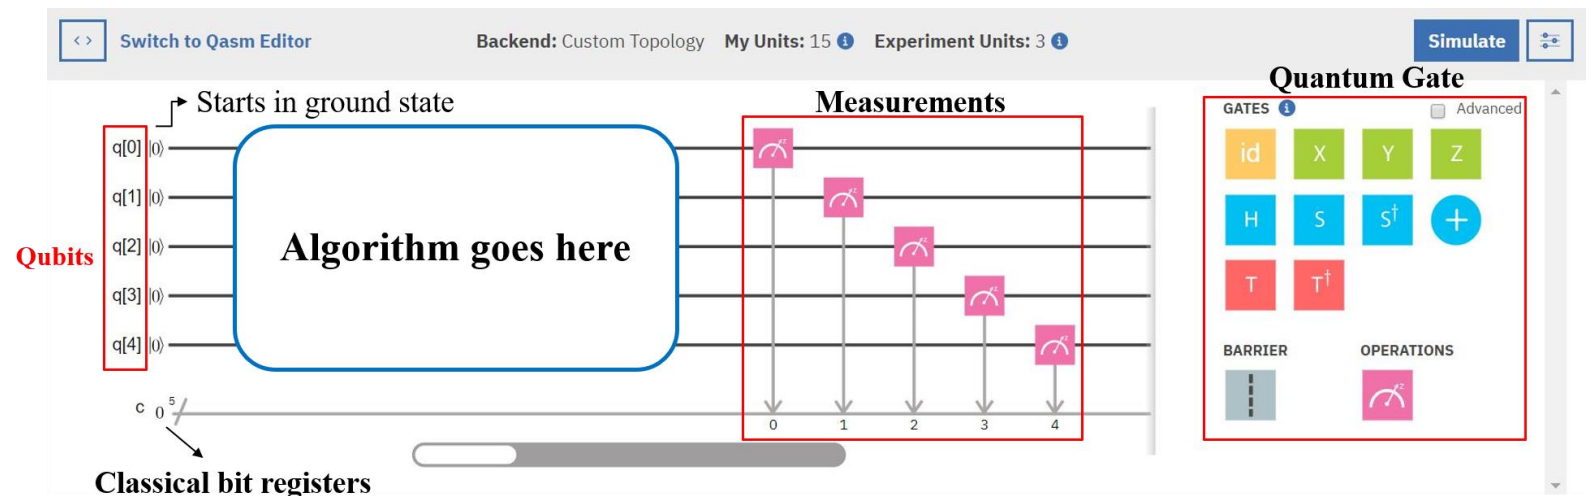 <> Switch to Qasm Editor Backend: Custom Topology My Units: 15 i Experiment Units: 3 i Simulate
Quantum Gate
Starts in ground state
Measurements
GATES i Advanced
q[0] |0⟩
q[1] |0⟩
q[2] |0⟩
q[3] |0⟩
q[4] |0⟩
Qubits
Algorithm goes here
z
z
z
z
z
id X Y Z
H S S† +
T T†
BARRIER OPERATIONS
z
c 0 5
0 1 2 3 4
Classical bit registers